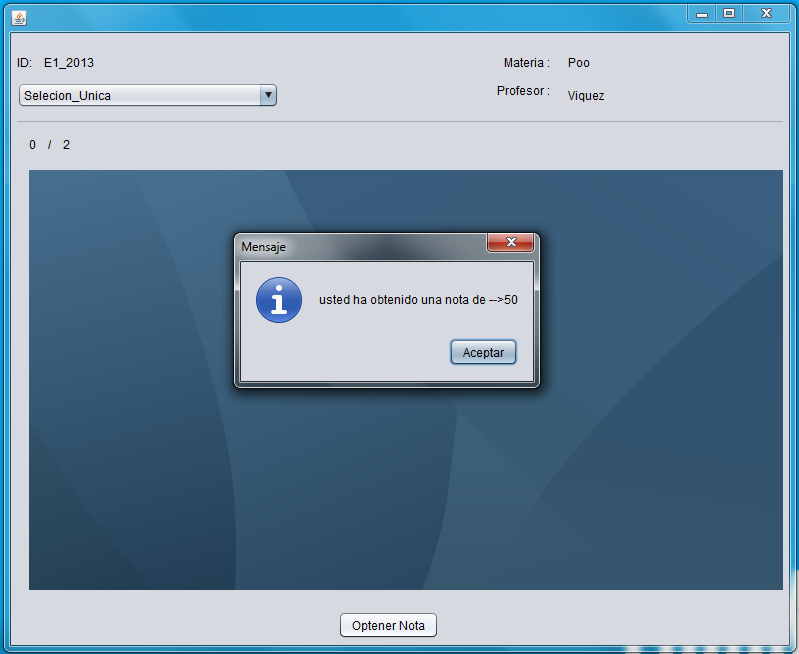 ID: E1_2013
Materia : Poo
Selecion_Unica
Profesor : Viquez
0 / 2
Mensaje
usted ha obtenido una nota de -->50
Aceptar
Optener Nota